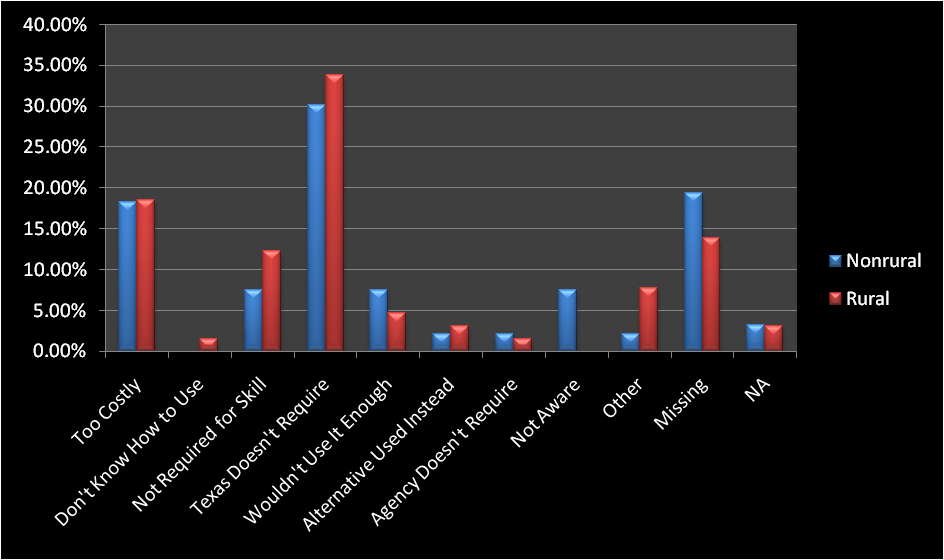 40.00%
35.00%
30.00%
25.00%
20.00%
15.00%
10.00%
5.00%
0.00%
Too Costly
Don't Know How to Use
Not Required for Skill
Texas Doesn't Require
Wouldn't Use It Enough
Alternative Used Instead
Agency Doesn't Require
Not Aware
Other
Missing
NA
Nonrural
Rural